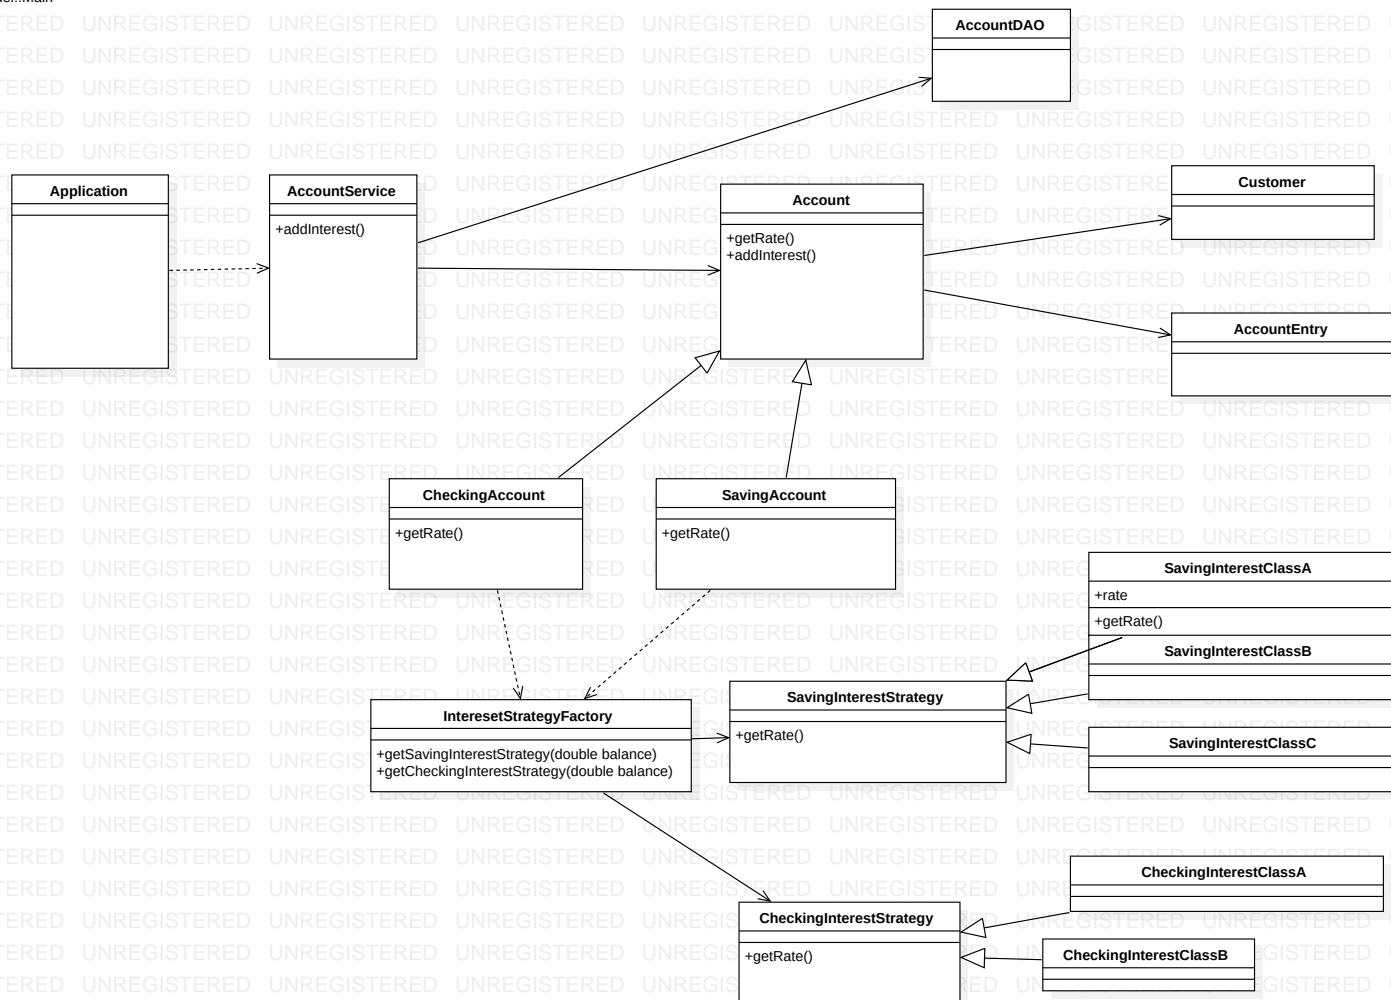 Application
AccountService
+addInterest()
AccountDAO
Account
+getRate()
+addInterest()
Customer
AccountEntry
CheckingAccount
+getRate()
SavingAccount
+getRate()
SavingInterestClassA
+rate
+getRate()
SavingInterestClassB
InteresetStrategyFactory
+getSavingInterestStrategy(double balance)
+getCheckingInterestStrategy(double balance)
SavingInterestStrategy
+getRate()
SavingInterestClassC
CheckingInterestClassA
CheckingInterestStrategy
+getRate()
CheckingInterestClassB
UNREGISTERED